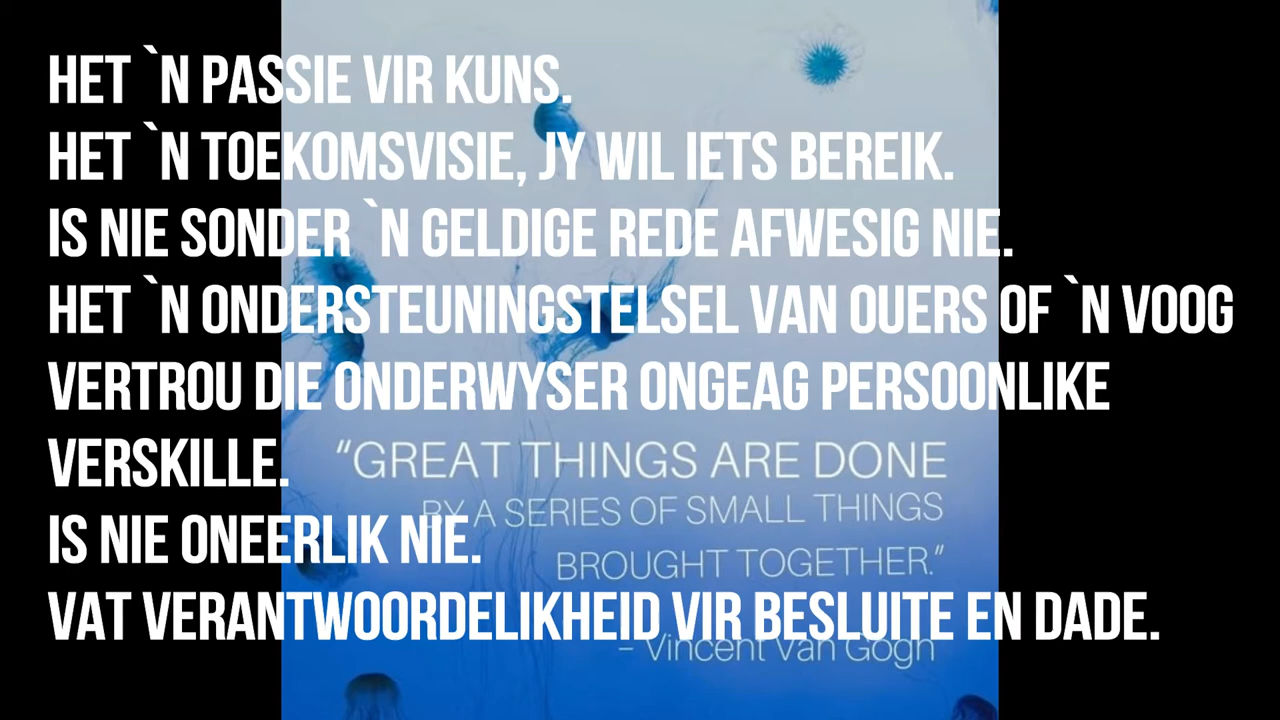 HET `N PASSIE VIR KUNS.
HET `N TOEKOMSVISIE, JY WIL IETS BEREIK.
IS NIE SONDER `N GELDIGE REDE AFWESIG NIE.
HET `N ONDERSTEUNINGSTELSEL VAN OUERS OF `N VOOG
VERTROU DIE ONDERWYSER ONGEAG PERSOONLIKE
VERSKILLE.
“GREAT THINGS ARE DONE
BY A SERIES OF SMALL THINGS
IS NIE ONEERLIK NIE.
BROUGHT TOGETHER.”
VAT VERANTWOORDELIKHEID VIR BESLUITE EN DADE.
– Vincent Van Gogh